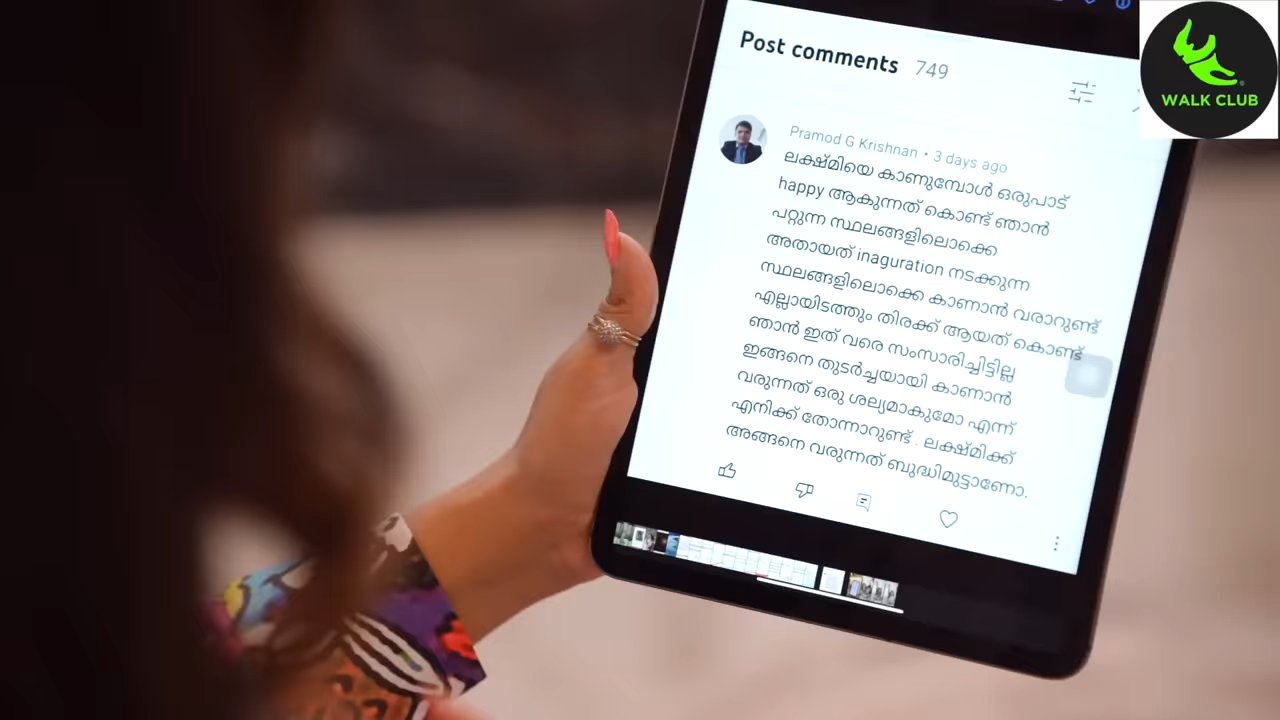 Post comments 749
WALK CLUB
Pramod G Krishnan • 3 days ago
ലക്ഷ്മിയെ കാണുമ്പോൾ ഒരുപാട്
happy ആകുന്നത് കൊണ്ട് ഞാൻ
പറ്റുന്ന സ്ഥലങ്ങളിലൊക്കെ
അതായത് inaguration നടക്കുന്ന
സ്ഥലങ്ങളിലൊക്കെ കാണാൻ വരാറുണ്ട്
എല്ലായിടത്തും തിരക്ക് ആയത് കൊണ്ട്
ഞാൻ ഇത് വരെ സംസാരിച്ചിട്ടില്ല
ഇങ്ങനെ തുടർച്ചയായി കാണാൻ
വരുന്നത് ഒരു ശല്യമാകുമോ എന്ന്
എനിക്ക് തോന്നാറുണ്ട് . ലക്ഷ്മിക്ക്
അങ്ങനെ വരുന്നത് ബുദ്ധിമുട്ടാണോ.